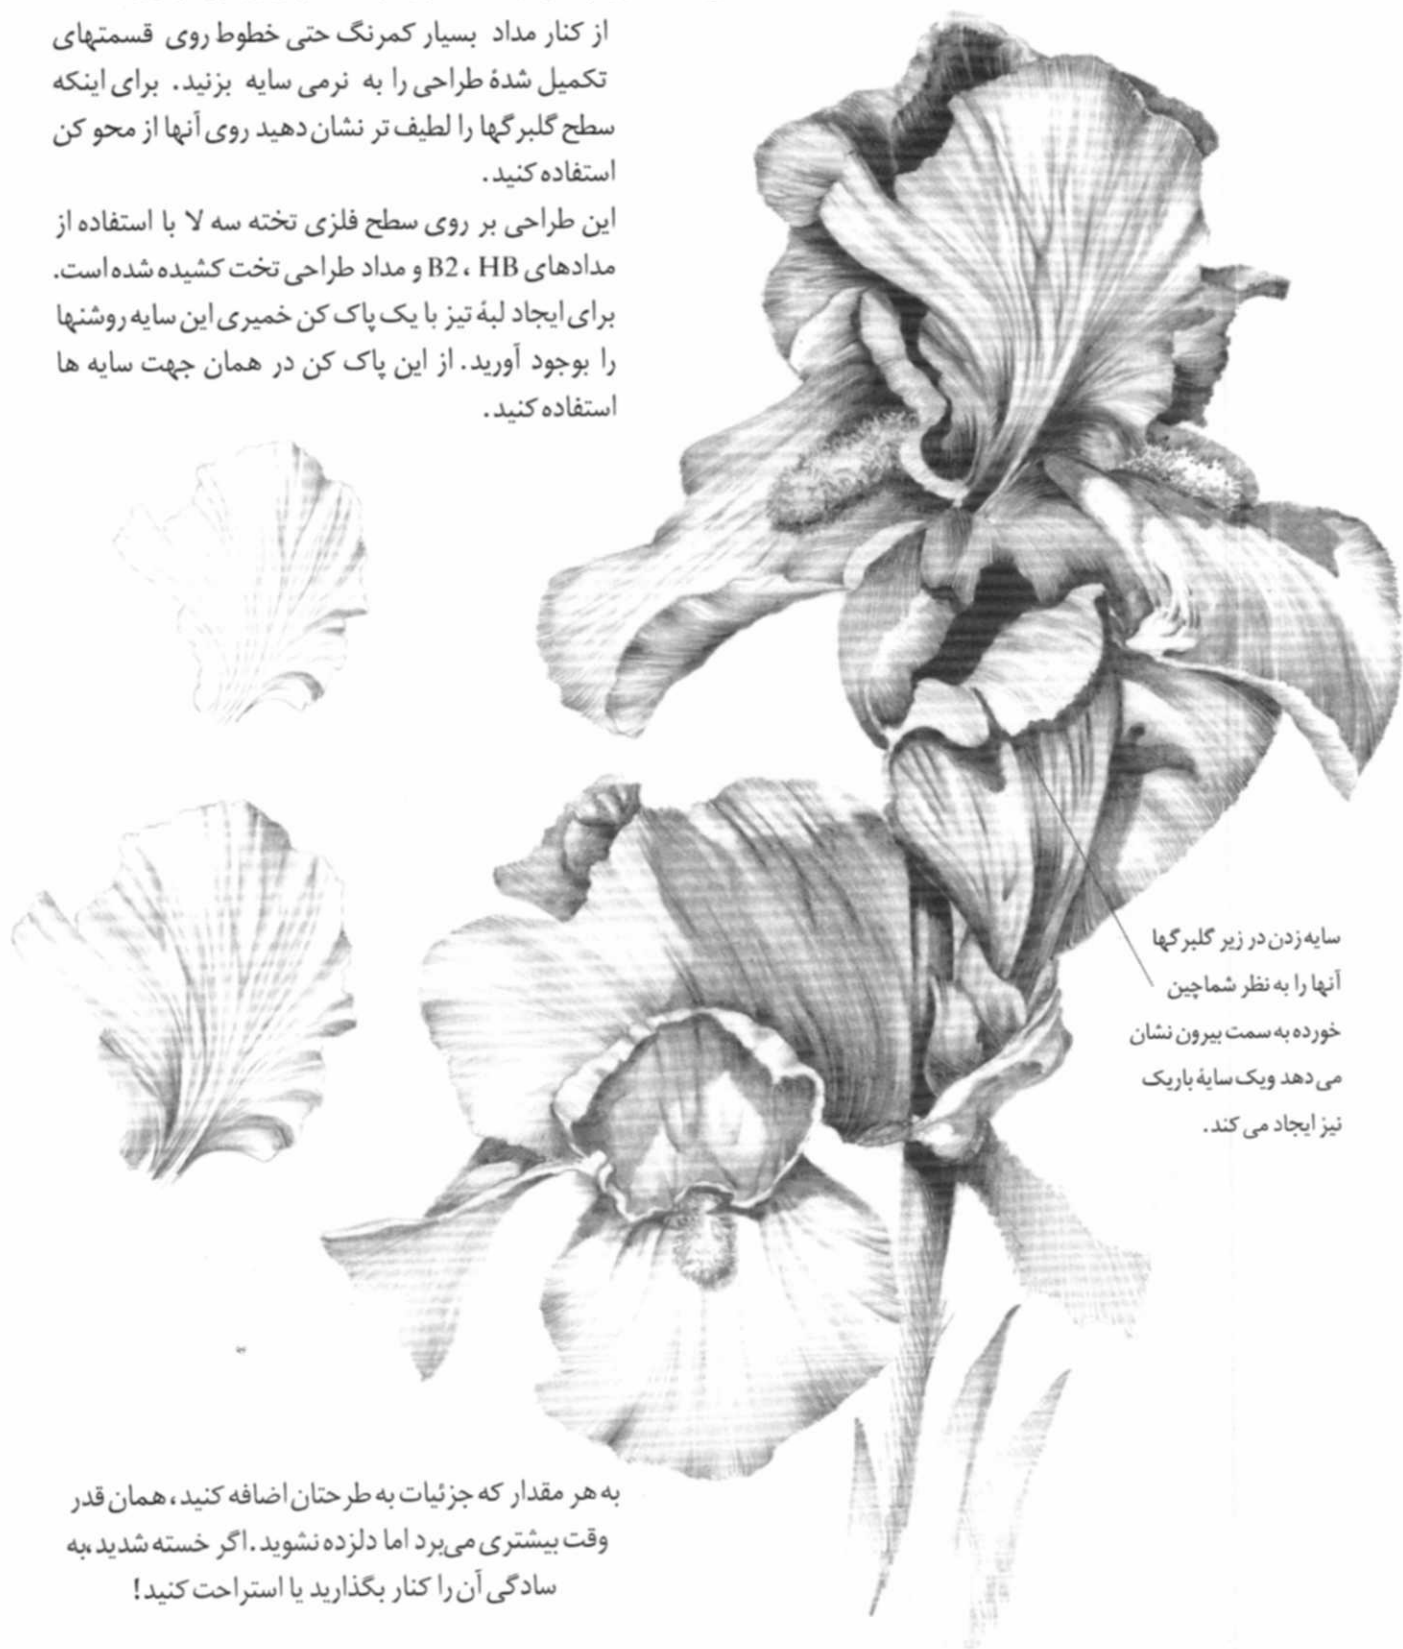 از کنار مداد بسیار کمرنگ حتی خطوط روی قسمتهای
تکمیل شدهٔ طراحی را به نرمی سایه بزنید. برای اینکه
سطح گلبرگها را لطیف تر نشان دهید روی آنها از محو کن
استفاده کنید.
این طراحی بر روی سطح فلزی تخته سه لا با استفاده از
مدادهای B2 ، HB و مداد طراحی تخت کشیده شده است.
برای ایجاد لبهٔ تیز با یک پاک کن خمیری این سایه روشنها
را بوجود آورید. از این پاک کن در همان جهت سایه ها
استفاده کنید.
سایه زدن در زیر گلبرگها
آنها را به نظر شما چین
خورده به سمت بیرون نشان
می دهد ویک سایهٔ باریک
نیز ایجاد می کند.
به هر مقدار که جزئیات به طرحتان اضافه کنید، همان قدر
وقت بیشتری می‌برد اما دلزده نشوید. اگر خسته شدید، به
سادگی آن را کنار بگذارید یا استراحت کنید!